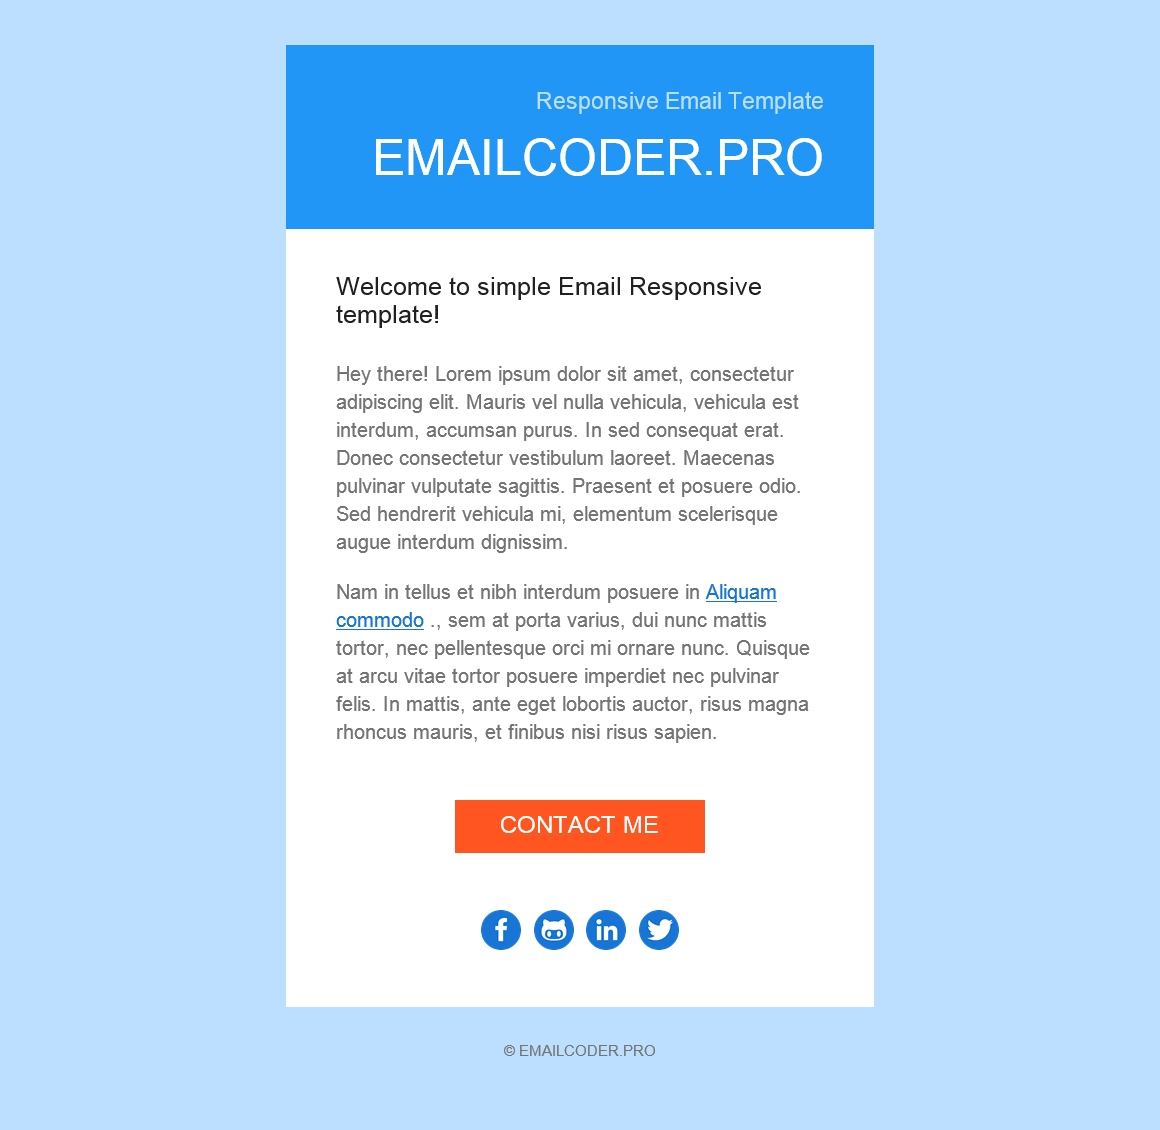 Responsive Email Template
EMAILCODER.PRO
Welcome to simple Email Responsive
template!
Hey there! Lorem ipsum dolor sit amet, consectetur
adipiscing elit. Mauris vel nulla vehicula, vehicula est
interdum, accumsan purus. In sed consequat erat.
Donec consectetur vestibulum laoreet. Maecenas
pulvinar vulputate sagittis. Praesent et posuere odio.
Sed hendrerit vehicula mi, elementum scelerisque
augue interdum dignissim.
Nam in tellus et nibh interdum posuere in Aliquam
commodo ., sem at porta varius, dui nunc mattis
tortor, nec pellentesque orci mi ornare nunc. Quisque
at arcu vitae tortor posuere imperdiet nec pulvinar
felis. In mattis, ante eget lobortis auctor, risus magna
rhoncus mauris, et finibus nisi risus sapien.
CONTACT ME
© EMAILCODER.PRO